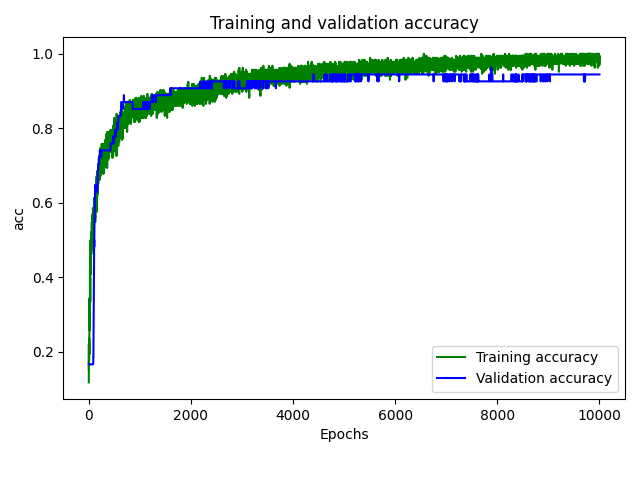 Training and validation accuracy
1.0
0.8
0.6
0.4
0.2
acc
0 2000 4000 6000 8000 10000
Epochs
Training accuracy
Validation accuracy